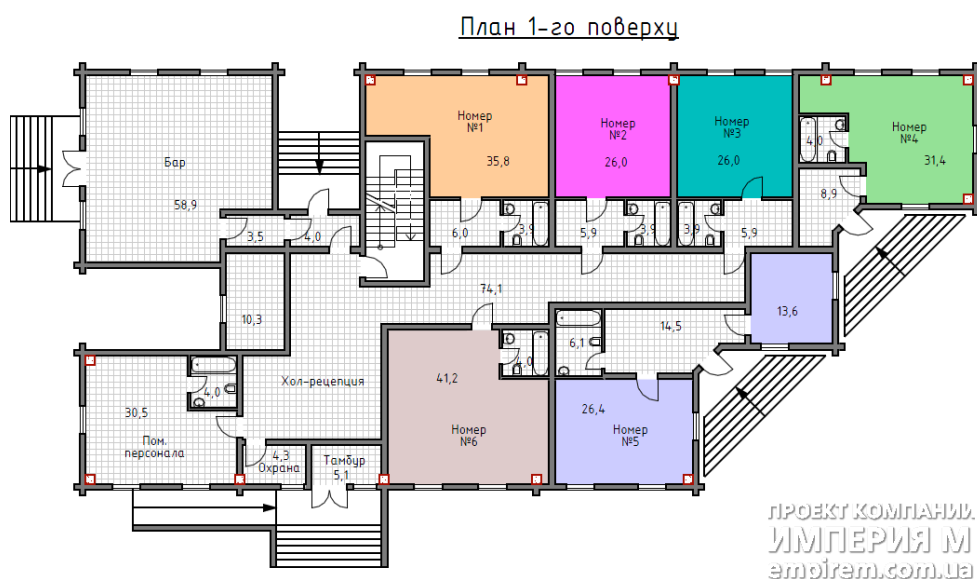 План 1-го поверху
Бар
58,9
3,5
4,0
10,3
Номер
№1
35,8
Номер
№2
26,0
Номер
№3
26,0
Номер
№4
31,4
4,0
8,9
6,0
3,9
5,9
3,9
3,9
5,9
74,1
13,6
14,5
6,1
4,0
41,2
Номер
№6
26,4
Номер
№5
Хол-рецепция
4,0
30,5
Пом.
персонала
4,3
Охрана
Тамбур
5,1
ПРОЕКТ КОМПАНИИ
ИМПЕРИЯ М
empirem.com.ua